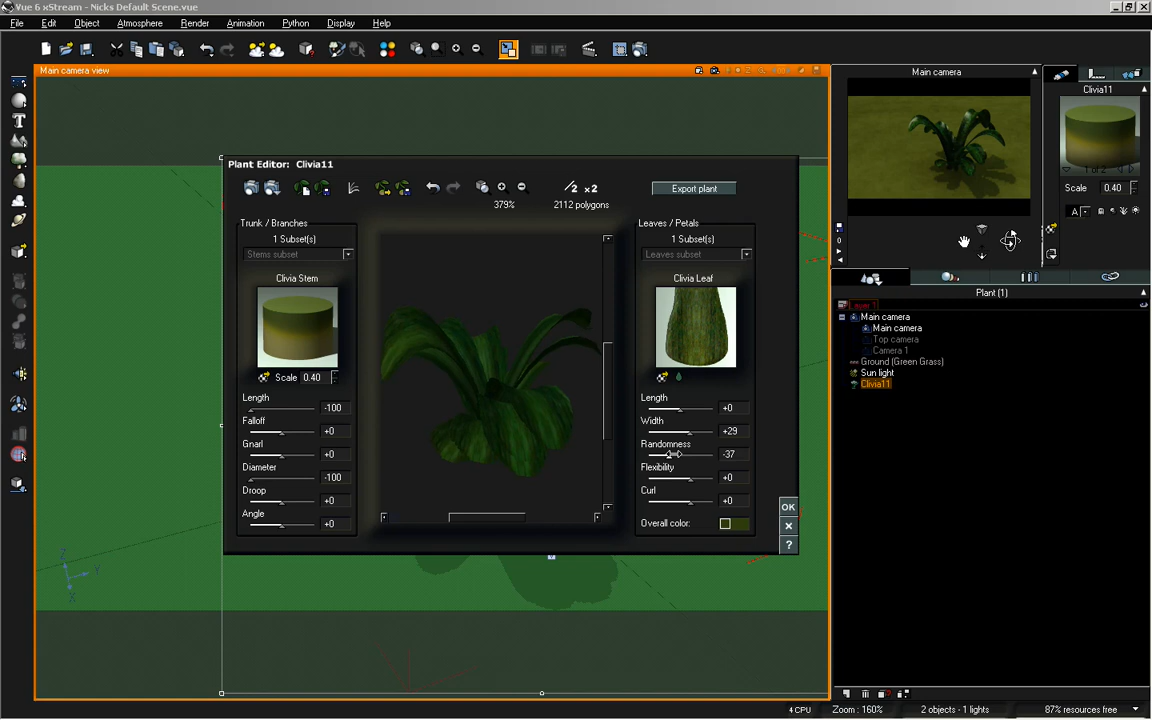 Vue 6 xStream - Nicks Default Scene.vue
File Edit Object Atmosphere Render Animation Python Display Help
Main camera view
Main camera
Clivia11
Scale 0.40
A
0
Plant Editor: Clivia11
Export plant
379%
/2 x2
2112 polygons
Trunk / Branches
1 Subset(s)
Stems subset
Clivia Stem
Scale 0.40
Length
-100
Falloff
+0
Gnarl
+0
Diameter
-100
Droop
+0
Angle
+0
Leaves / Petals
1 Subset(s)
Leaves subset
Clivia Leaf
Length
+0
Width
+29
Randomness
-37
Flexibility
+0
Curl
+0
Overall color:
OK
?
Z
Y
X
Plant (1)
Layer 1
Main camera
Main camera
Top camera
Camera 1
Ground (Green Grass)
Sun light
Clivia11
4 CPU Zoom : 160% 2 objects - 1 lights 87% resources free